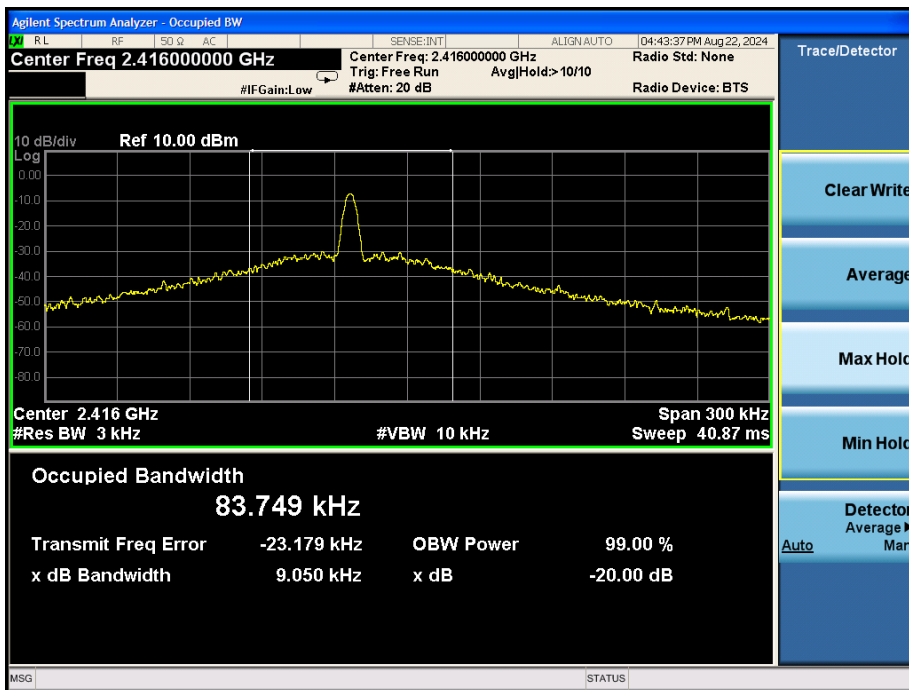 Agilent Spectrum Analyzer - Occupied BW
LXI RL RF 50 Ω AC SENSE:INT ALIGN AUTO 04:43:37 PM Aug 22, 2024
Center Freq 2.416000000 GHz
Center Freq: 2.416000000 GHz Radio Std: None
Trig: Free Run Avg|Hold:> 10/10
#IFGain:Low #Atten: 20 dB Radio Device: BTS
10 dB/div Ref 10.00 dBm
Log
0.00
-10.0
-20.0
-30.0
-40.0
-50.0
-60.0
-70.0
-80.0
Center 2.416 GHz Span 300 kHz
#Res BW 3 kHz #VBW 10 kHz Sweep 40.87 ms
Occupied Bandwidth
83.749 kHz
Transmit Freq Error -23.179 kHz OBW Power 99.00 %
x dB Bandwidth 9.050 kHz x dB -20.00 dB
MSG STATUS
Trace/Detector
Clear Write
Average
Max Hold
Min Hold
Detector
Average
Auto Man